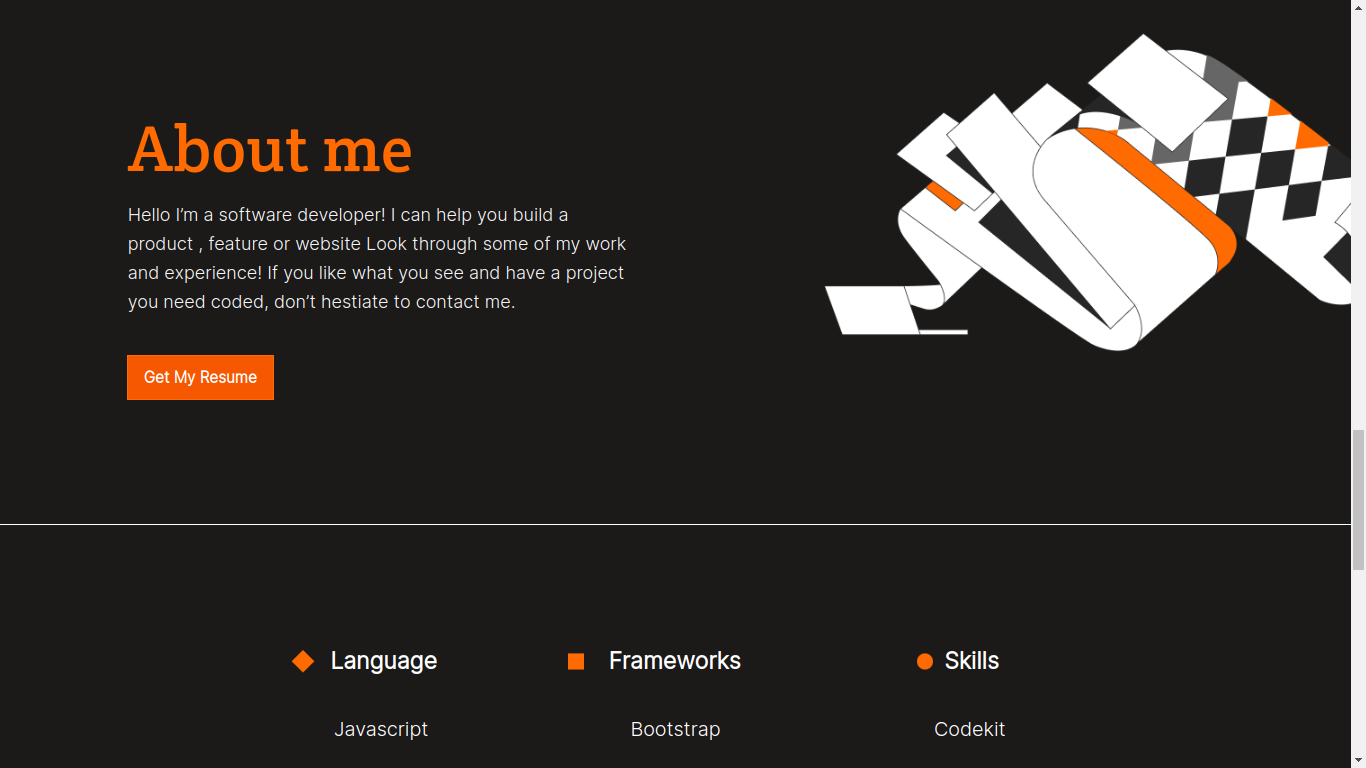 About me
Hello I’m a software developer! I can help you build a
product , feature or website Look through some of my work
and experience! If you like what you see and have a project
you need coded, don’t hestiate to contact me.
Get My Resume
Language
Frameworks
Skills
Javascript
Bootstrap
Codekit